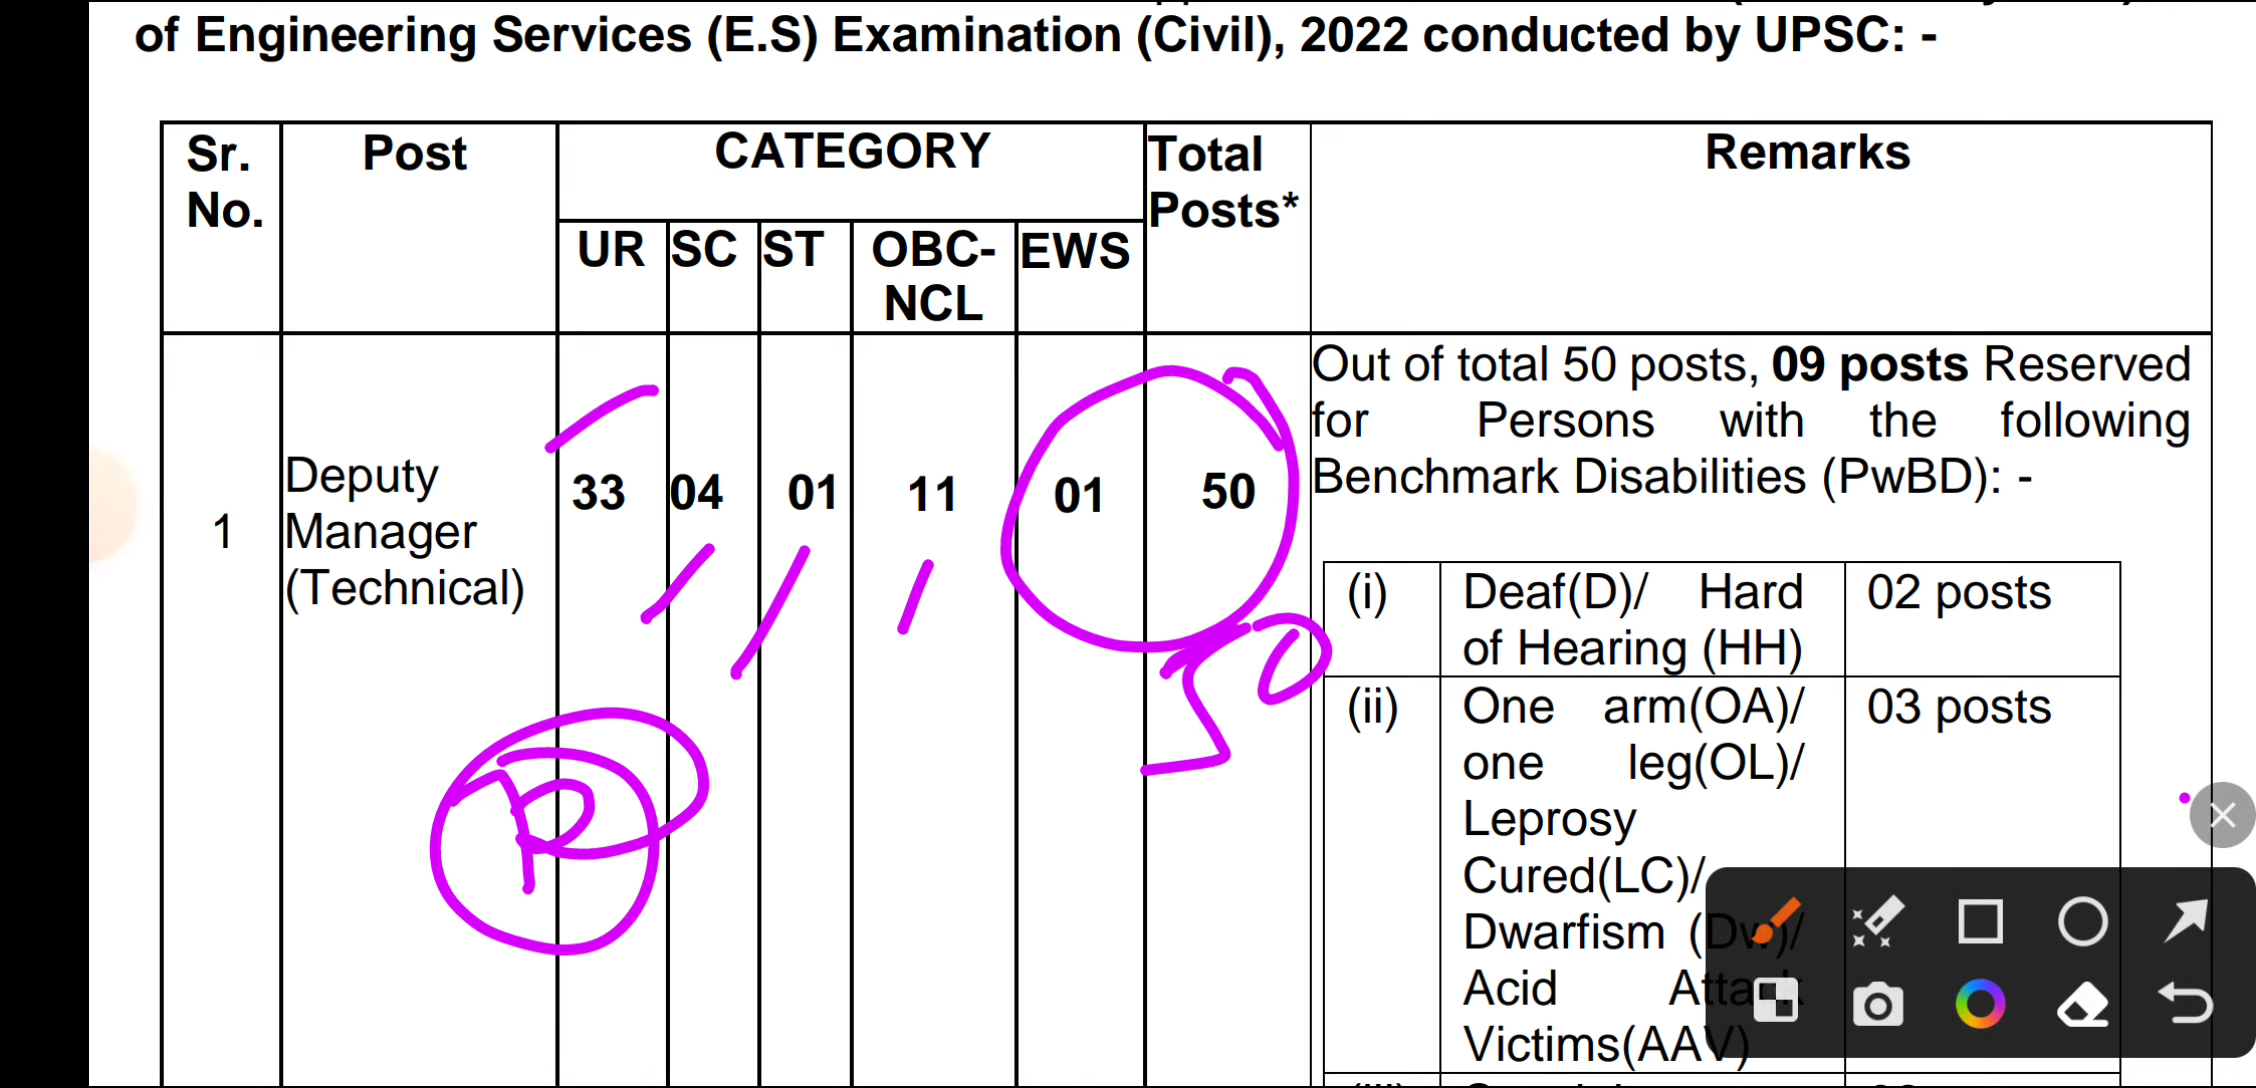 of Engineering Services (E.S) Examination (Civil), 2022 conducted by UPSC: -
Sr. No.
Post
CATEGORY
Total Posts*
Remarks
UR
SC
ST
OBC-NCL
EWS
1
Deputy
Manager
(Technical)
33
04
01
11
01
50
Out of total 50 posts, 09 posts Reserved
for Persons with the following
Benchmark Disabilities (PwBD): -
(i)
Deaf(D)/ Hard
of Hearing (HH)
02 posts
(ii)
One arm(OA)/
one leg(OL)/
Leprosy
Cured(LC)/
Dwarfism (Dw)/
Acid Attack
Victims(AAV)
03 posts
50
R